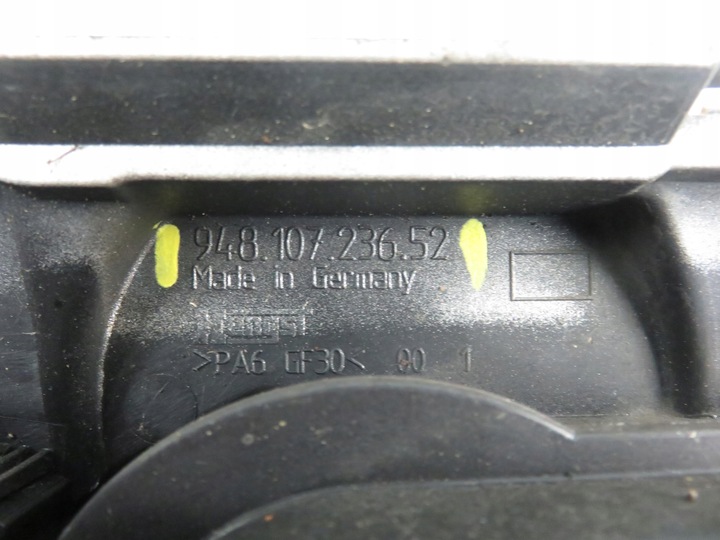 948.107.236.52
Made in Germany
>PA6 GF30< 00 1